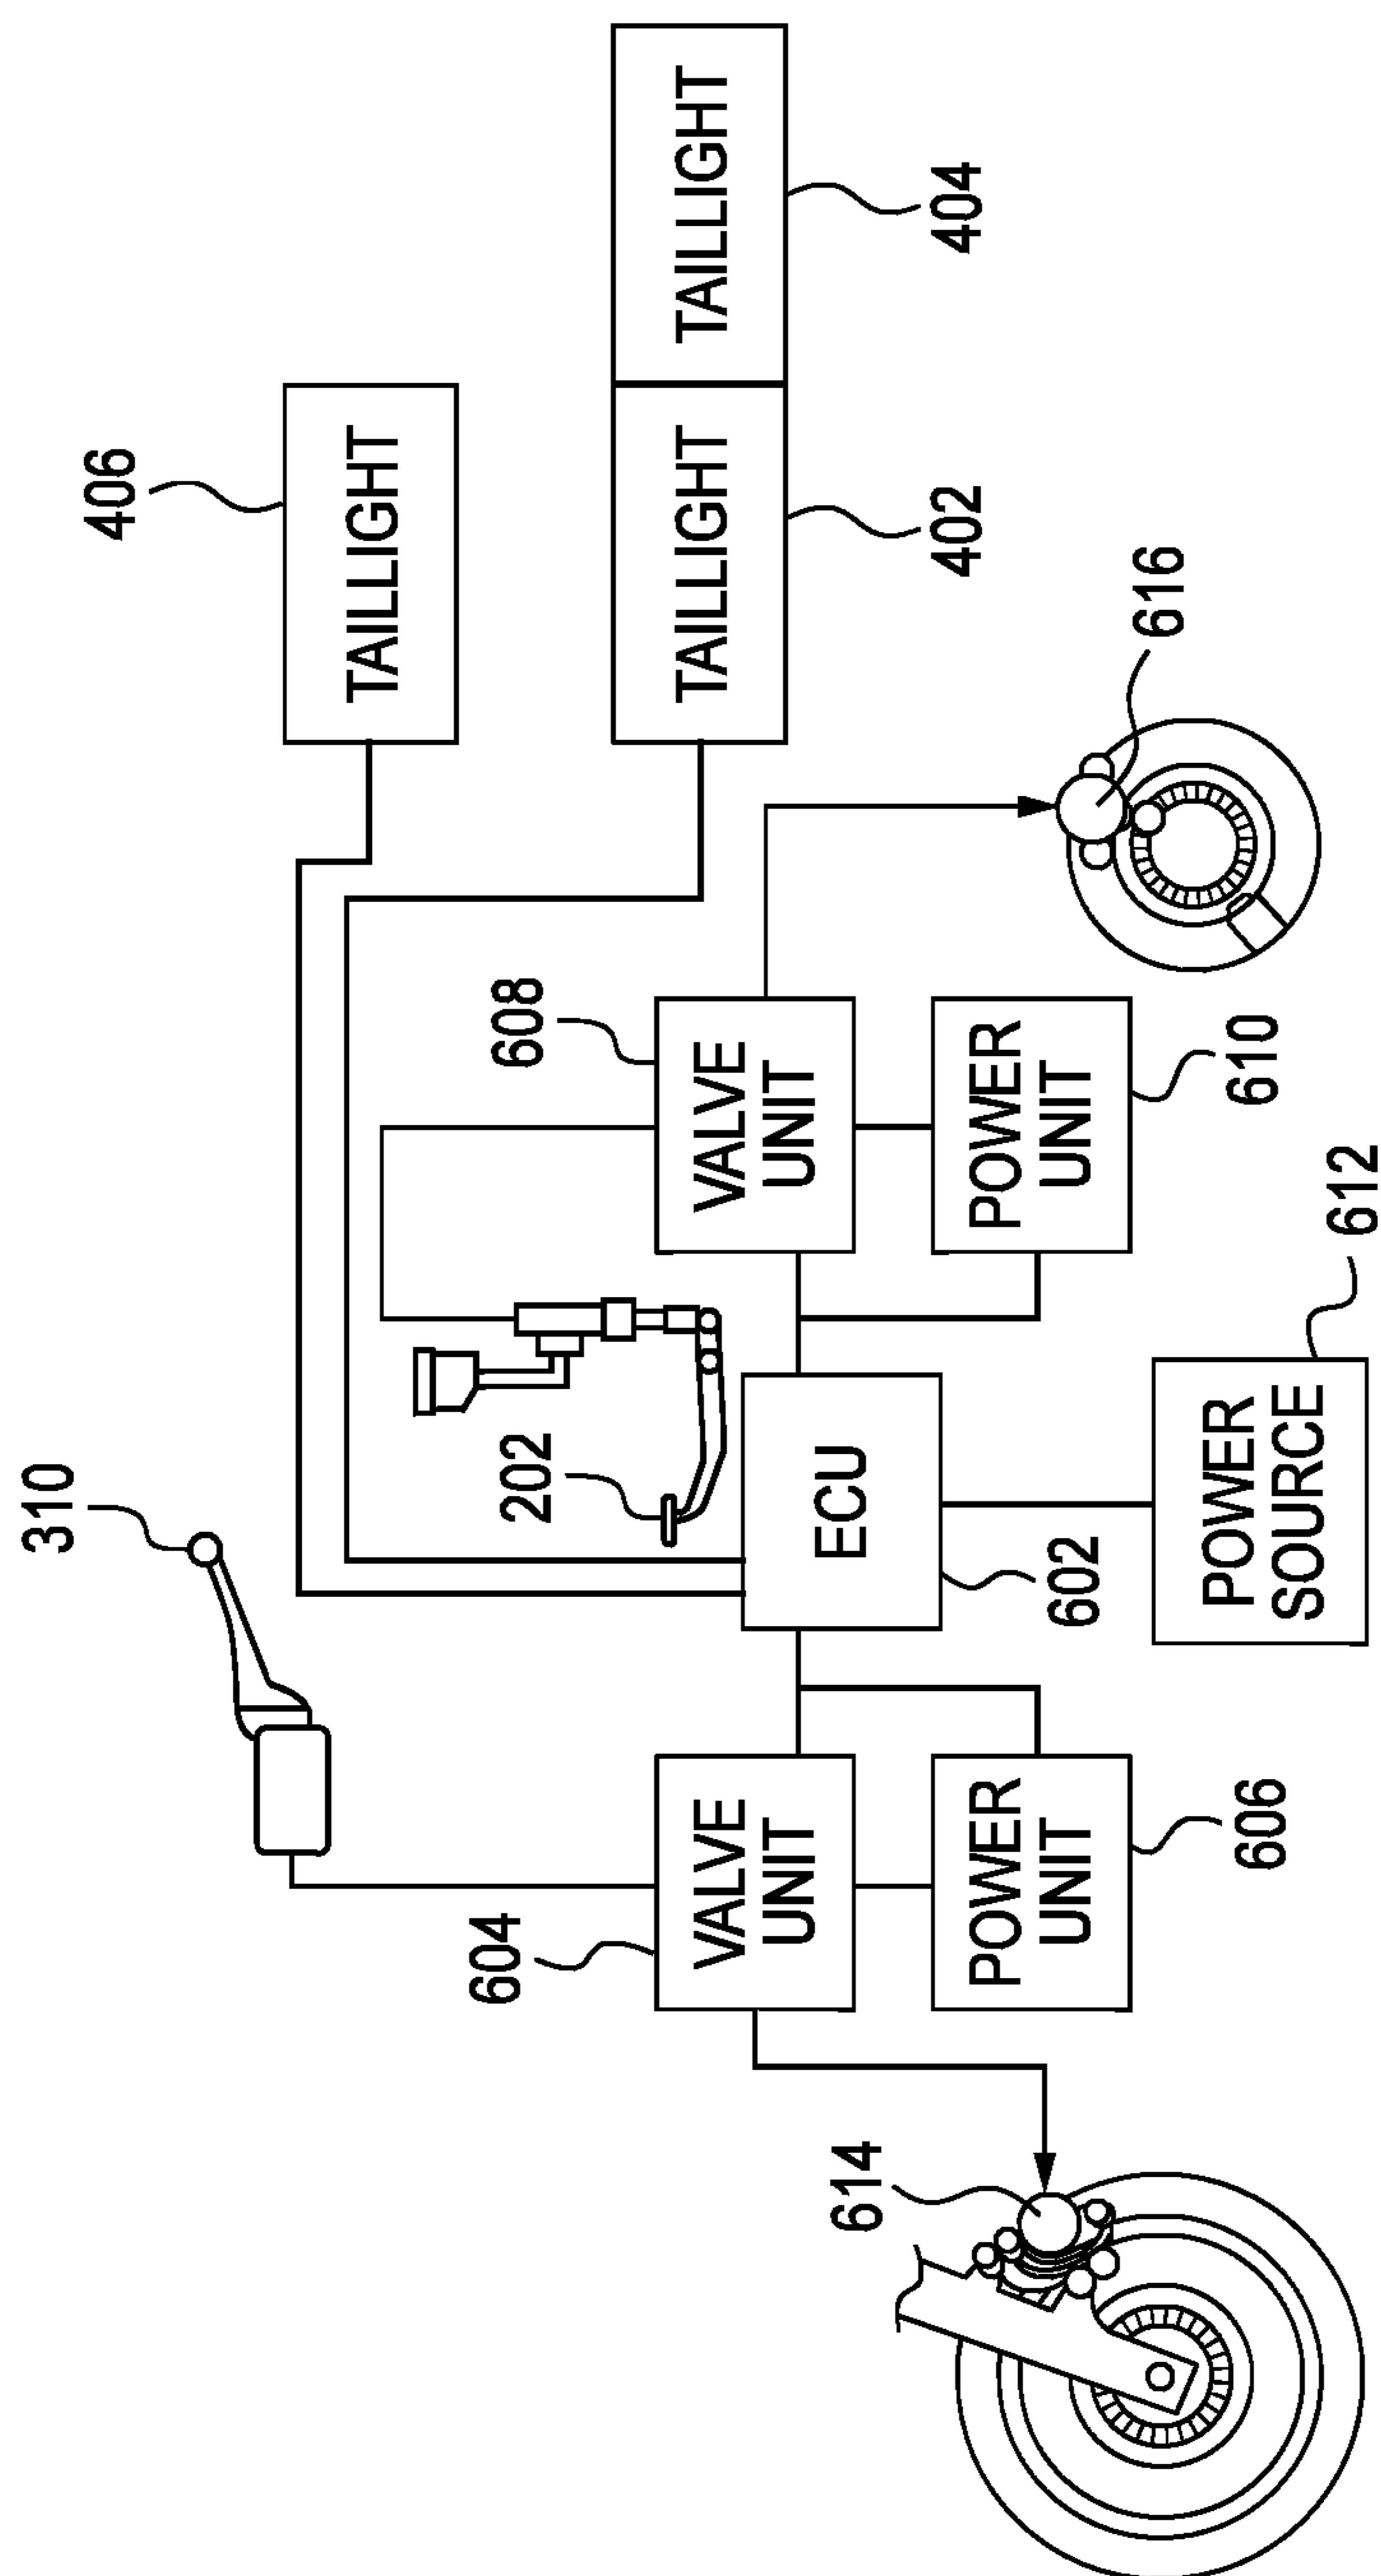 310
406
TAILLIGHT
604
202
608
TAILLIGHT
TAILLIGHT
VALVE
UNIT
ECU
VALVE
UNIT
614
402
404
POWER
UNIT
602
POWER
UNIT
616
606
POWER
SOURCE
610
612